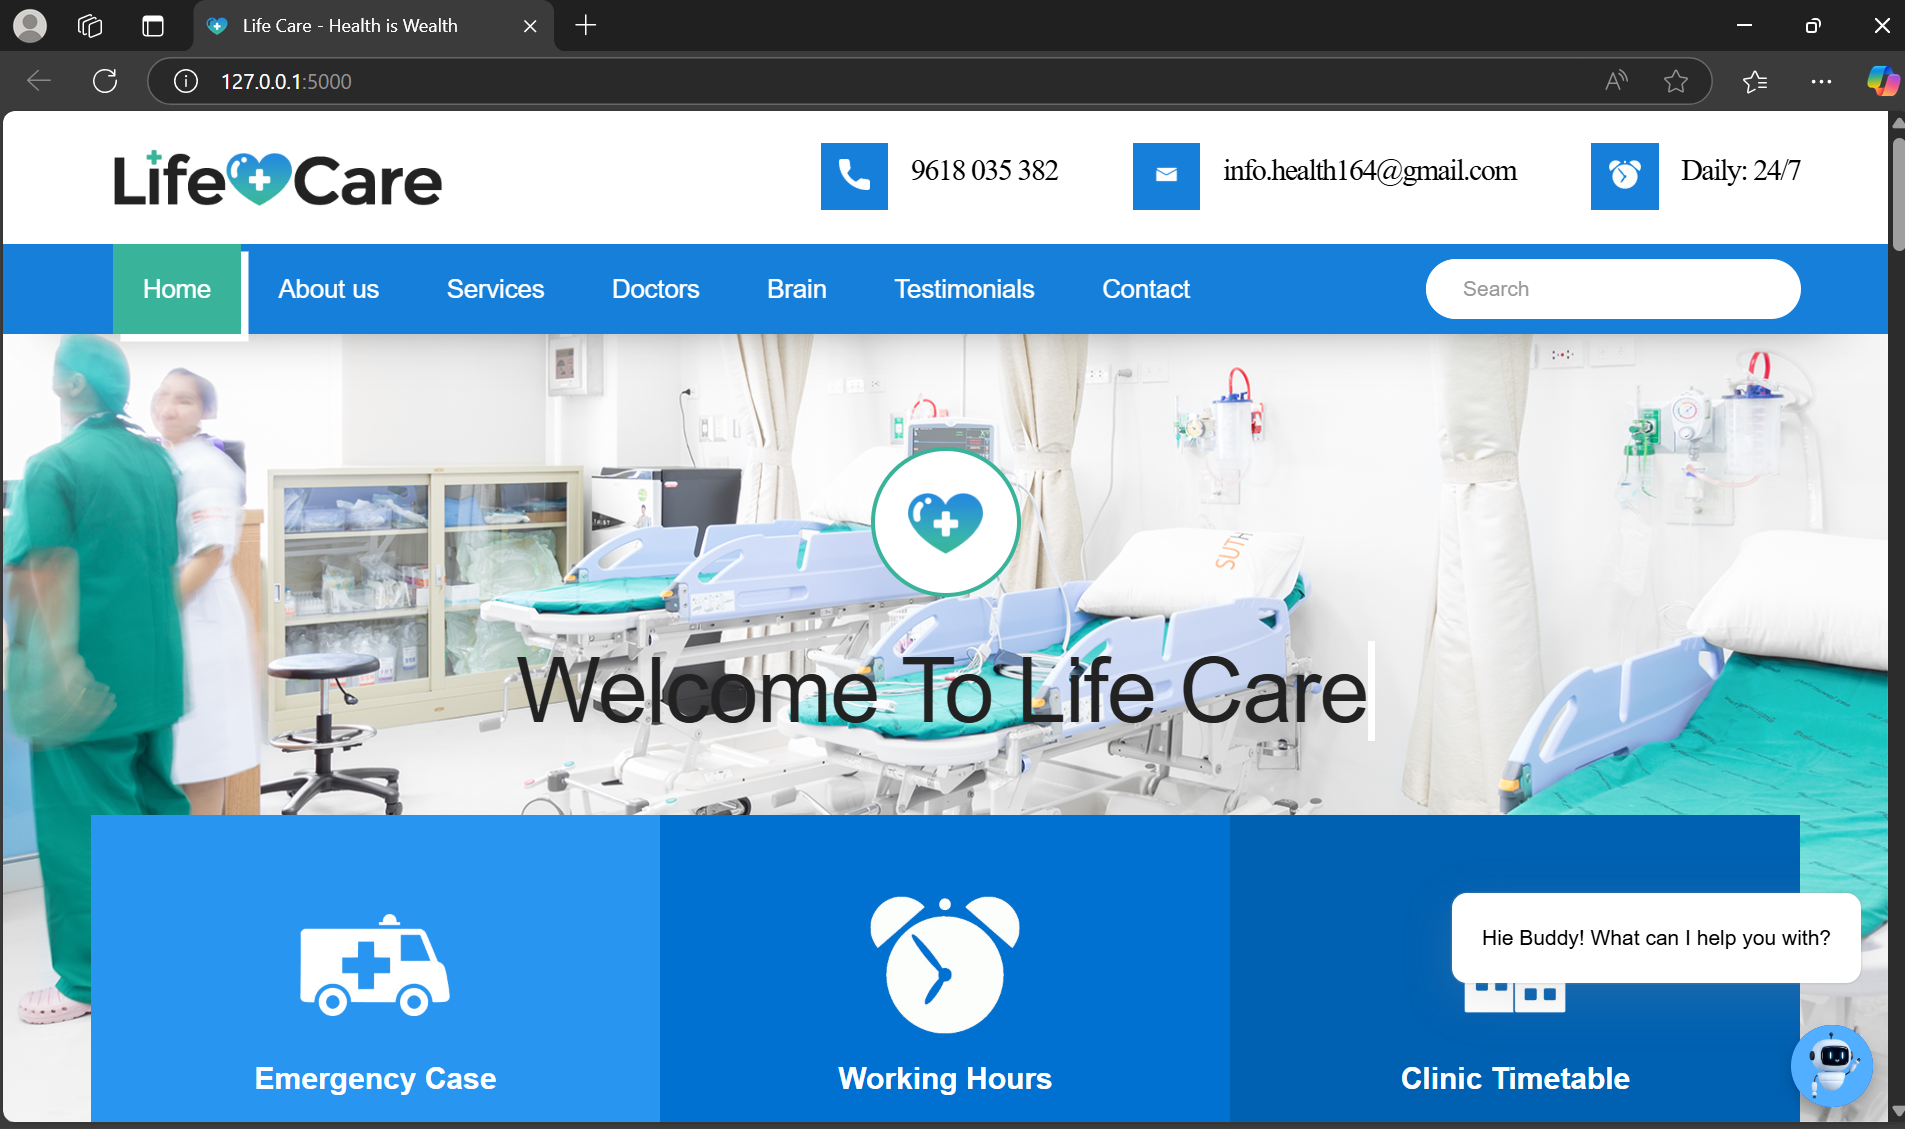 Life Care - Health is Wealth
127.0.0.1:5000
Life Care
9618 035 382
info.health164@gmail.com
Daily: 24/7
Home
About us
Services
Doctors
Brain
Testimonials
Contact
Search
SUTH
Welcome To Life Care
Hie Buddy! What can I help you with?
Emergency Case
Working Hours
Clinic Timetable